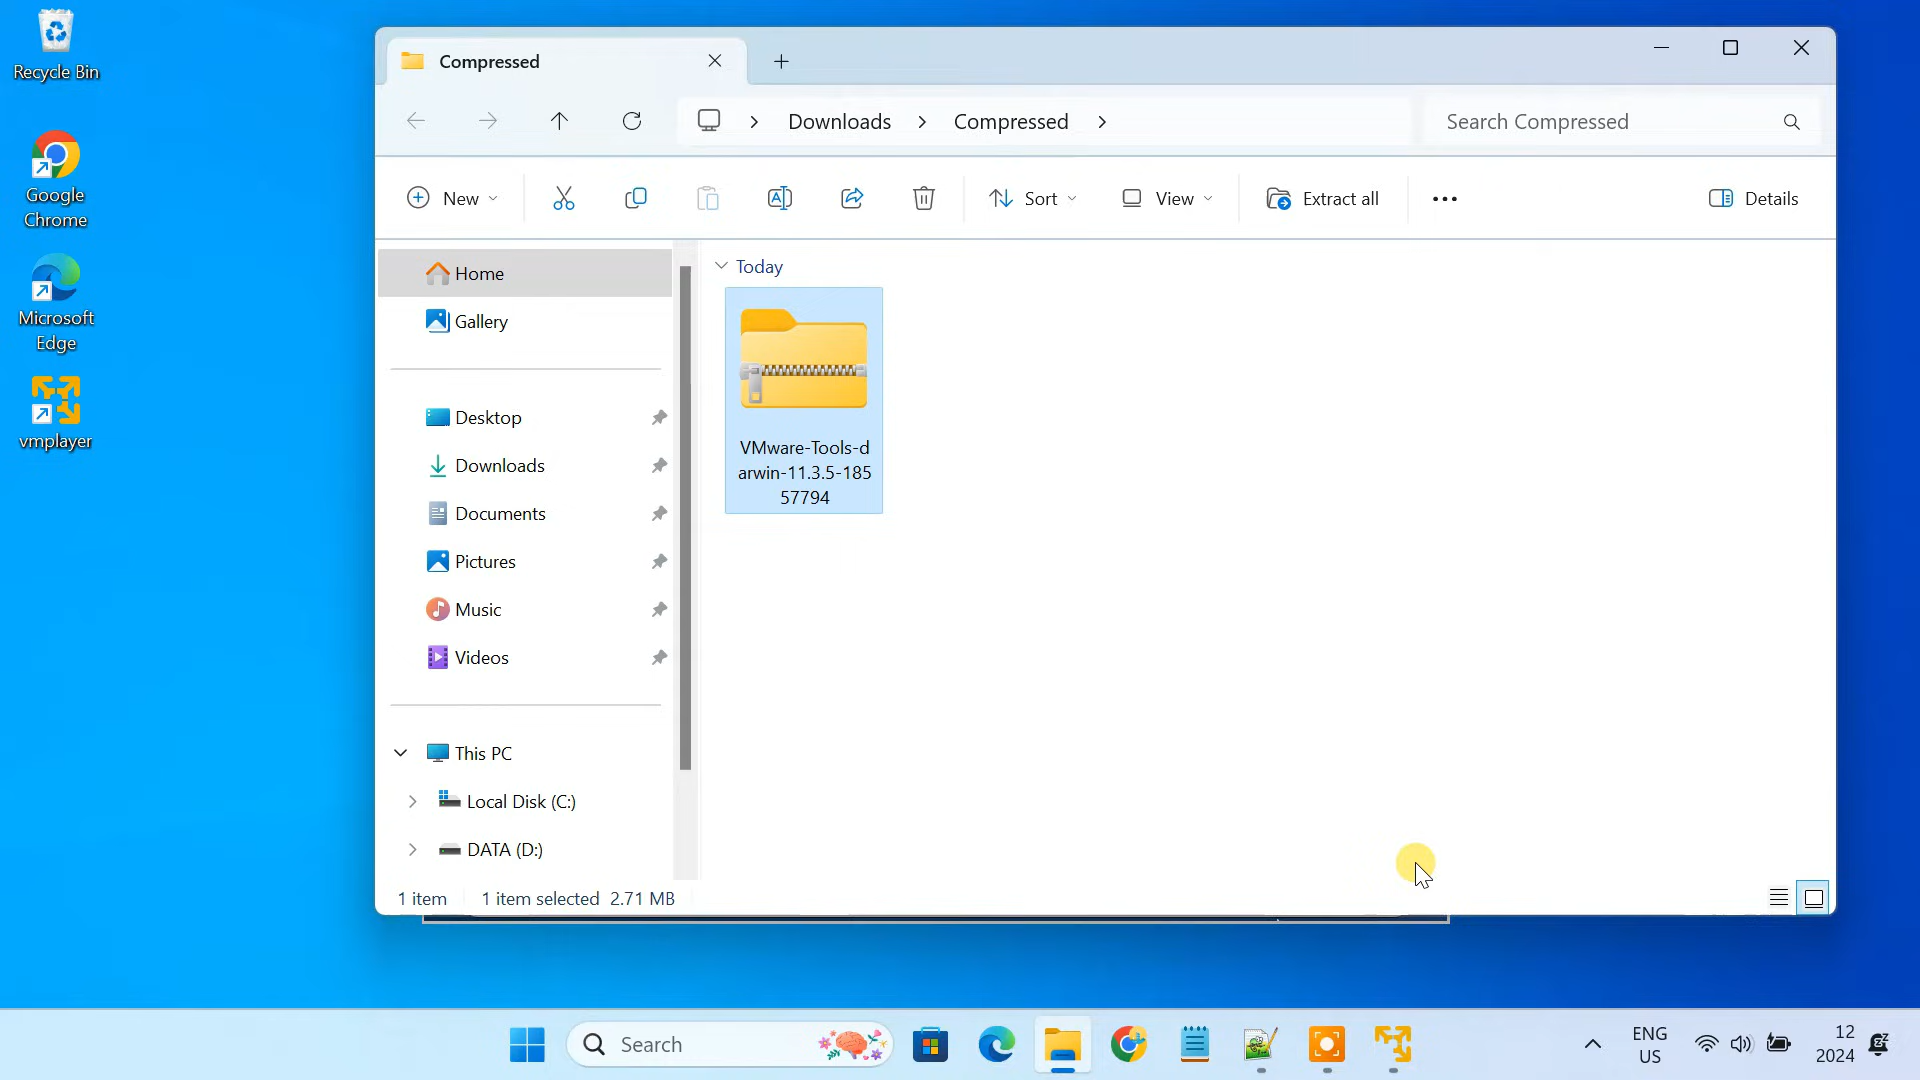 Recycle Bin
Google
Chrome
Microsoft
Edge
vmplayer
Compressed
Downloads
Compressed
Search Compressed
New
Sort
View
Extract all
Details
Home
Gallery
Desktop
Downloads
Documents
Pictures
Music
Videos
This PC
Local Disk (C:)
DATA (D:)
Today
VMware-Tools-d
arwin-11.3.5-185
57794
1 item
1 item selected 2.71 MB
Search
ENG
US
12
2024